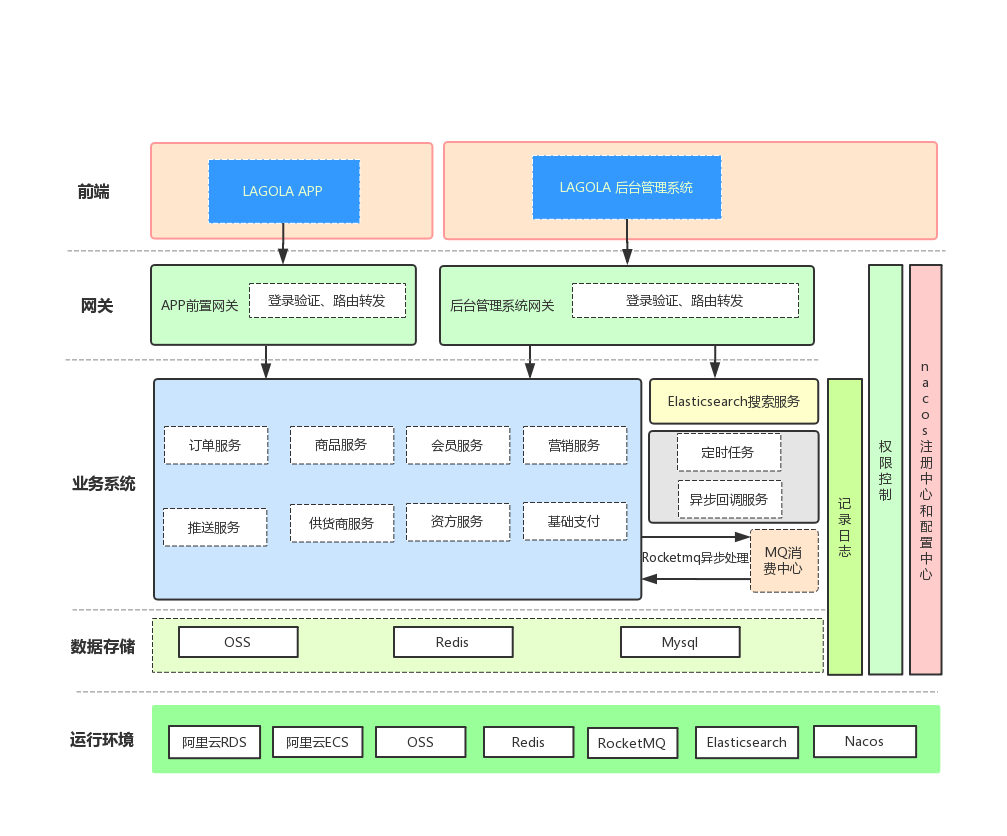 前端
LAGOLA APP
LAGOLA 后台管理系统
网关
APP前置网关
登录验证、路由转发
后台管理系统网关
登录验证、路由转发
业务系统
订单服务
商品服务
会员服务
营销服务
推送服务
供货商服务
资方服务
基础支付
Elasticsearch搜索服务
定时任务
异步回调服务
Rocketmq异步处理
MQ消
费中心
记录日志
权限控制
nacos注册中心和配置中心
数据存储
OSS
Redis
Mysql
运行环境
阿里云RDS
阿里云ECS
OSS
Redis
RocketMQ
Elasticsearch
Nacos